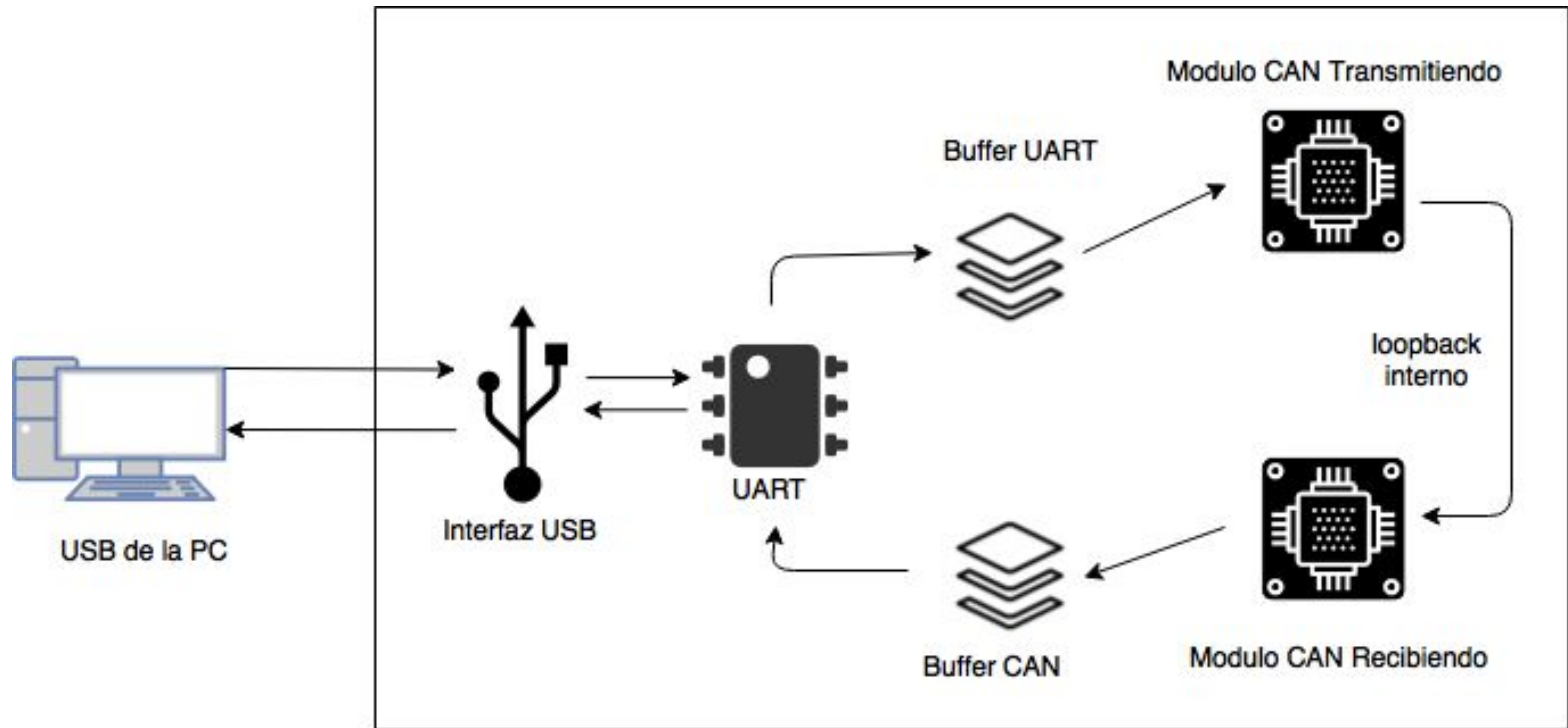 Modulo CAN Transmitiendo
Buffer UART
loopback
interno
UART
Interfaz USB
USB de la PC
Buffer CAN
Modulo CAN Recibiendo